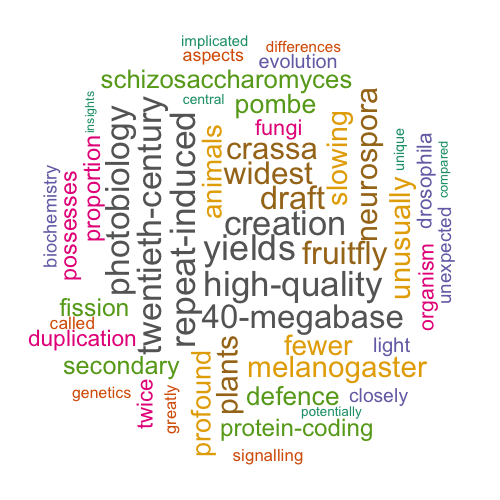 implicated
differences
aspects
evolution
schizosaccharomyces
central
pombe
insights
fungi
photobiology
twentieth-century
repeat-induced
animals
slowing
neurospora
crassa
widest
draft
unique
drosophila
compared
proportion
possesses
biochemistry
creation
unusually
yields
fruitfly
organism
unexpected
high-quality
40-megabase
fission
called
duplication
fewer
light
secondary
melanogaster
genetics
twice
greatly
profound
plants
defence
closely
potentially
protein-coding
signalling